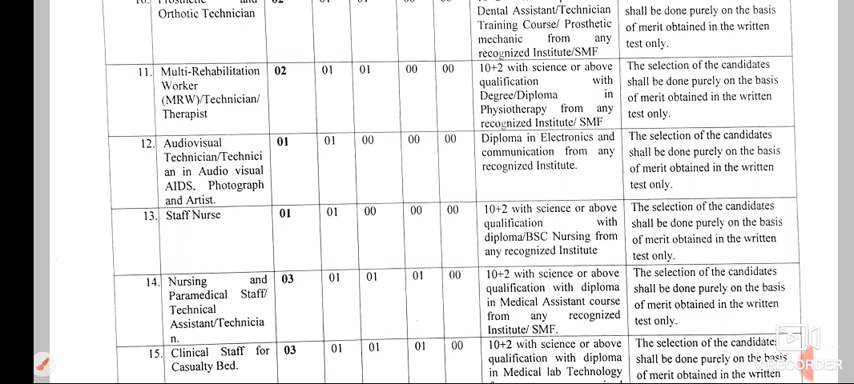 10. Prosthetic and
Orthotic Technician
02 01 01 00 00
Dental Assistant/Technician
Training Course/ Prosthetic
mechanic from any
recognized Institute/SMF
shall be done purely on the basis
of merit obtained in the written
test only.
11. Multi-Rehabilitation
Worker
(MRW)/Technician/
Therapist
02 01 01 00 00
10+2 with science or above
qualification with
Degree/Diploma in
Physiotherapy from any
recognized Institute/ SMF
The selection of the candidates
shall be done purely on the basis
of merit obtained in the written
test only.
12. Audiovisual
Technician/Technici
an in Audio visual
AIDS, Photograph
and Artist.
01 01 00 00 00
Diploma in Electronics and
communication from any
recognized Institute.
The selection of the candidates
shall be done purely on the basis
of merit obtained in the written
test only.
13. Staff Nurse
01 01 00 00 00
10+2 with science or above
qualification with
diploma/BSC Nursing from
any recognized Institute
The selection of the candidates
shall be done purely on the basis
of merit obtained in the written
test only.
14. Nursing and
Paramedical Staff/
Technical
Assistant/Technicia
n.
03 01 01 01 00
10+2 with science or above
qualification with diploma
in Medical Assistant course
from any recognized
Institute/ SMF.
The selection of the candidates
shall be done purely on the basis
of merit obtained in the written
test only.
15. Clinical Staff for
Casualty Bed.
03 01 01 01 00
10+2 with science or above
qualification with diploma
in Medical lab Technology
The selection of the candidates
shall be done purely on the basis
of merit obtained in the written
RECORDER